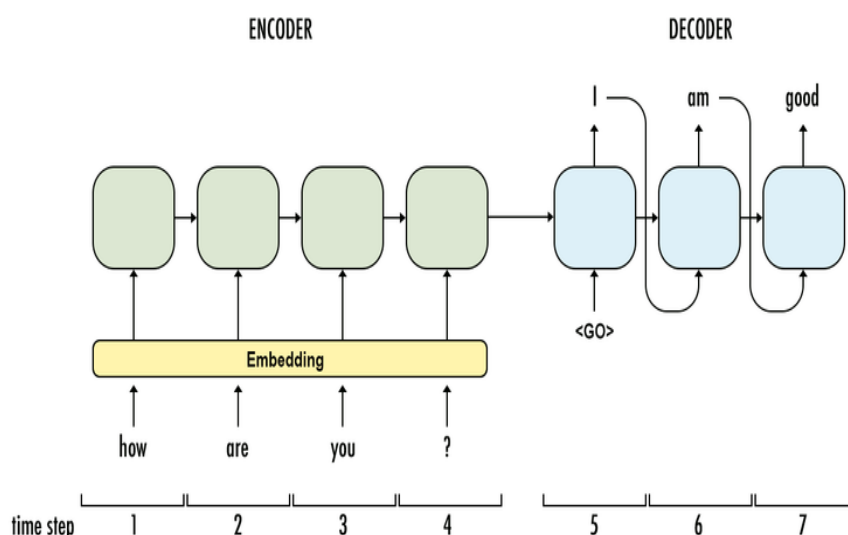 ENCODER DECODER
I am good
<GO>
Embedding
how are you ?
time step 1 2 3 4 5 6 7